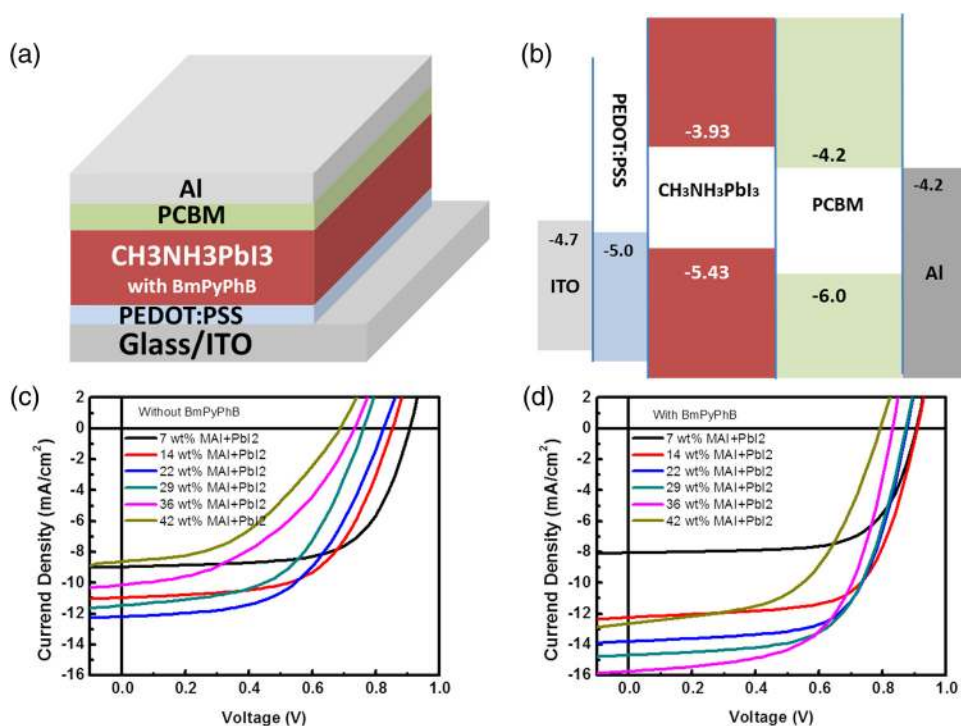 (a)
Al
PCBM
CH3NH3PbI3
with BmPyPhB
PEDOT:PSS
Glass/ITO
(b)
PEDOT:PSS
-3.93
-4.2
CH₃NH₃PbI₃
PCBM
-4.2
-4.7
-5.0
ITO
-5.43
-6.0
Al
(c)
Without BmPyPhB
7 wt% MAI+PbI2
14 wt% MAI+PbI2
22 wt% MAI+PbI2
29 wt% MAI+PbI2
36 wt% MAI+PbI2
42 wt% MAI+PbI2
2
0
-2
-4
-6
-8
-10
-12
-14
-16
Currend Density (mA/cm²)
0.0 0.2 0.4 0.6 0.8 1.0
Voltage (V)
(d)
With BmPyPhB
7 wt% MAI+PbI2
14 wt% MAI+PbI2
22 wt% MAI+PbI2
29 wt% MAI+PbI2
36 wt% MAI+PbI2
42 wt% MAI+PbI2
2
0
-2
-4
-6
-8
-10
-12
-14
-16
Currend Density (mA/cm²)
0.0 0.2 0.4 0.6 0.8 1.0
Voltage (V)